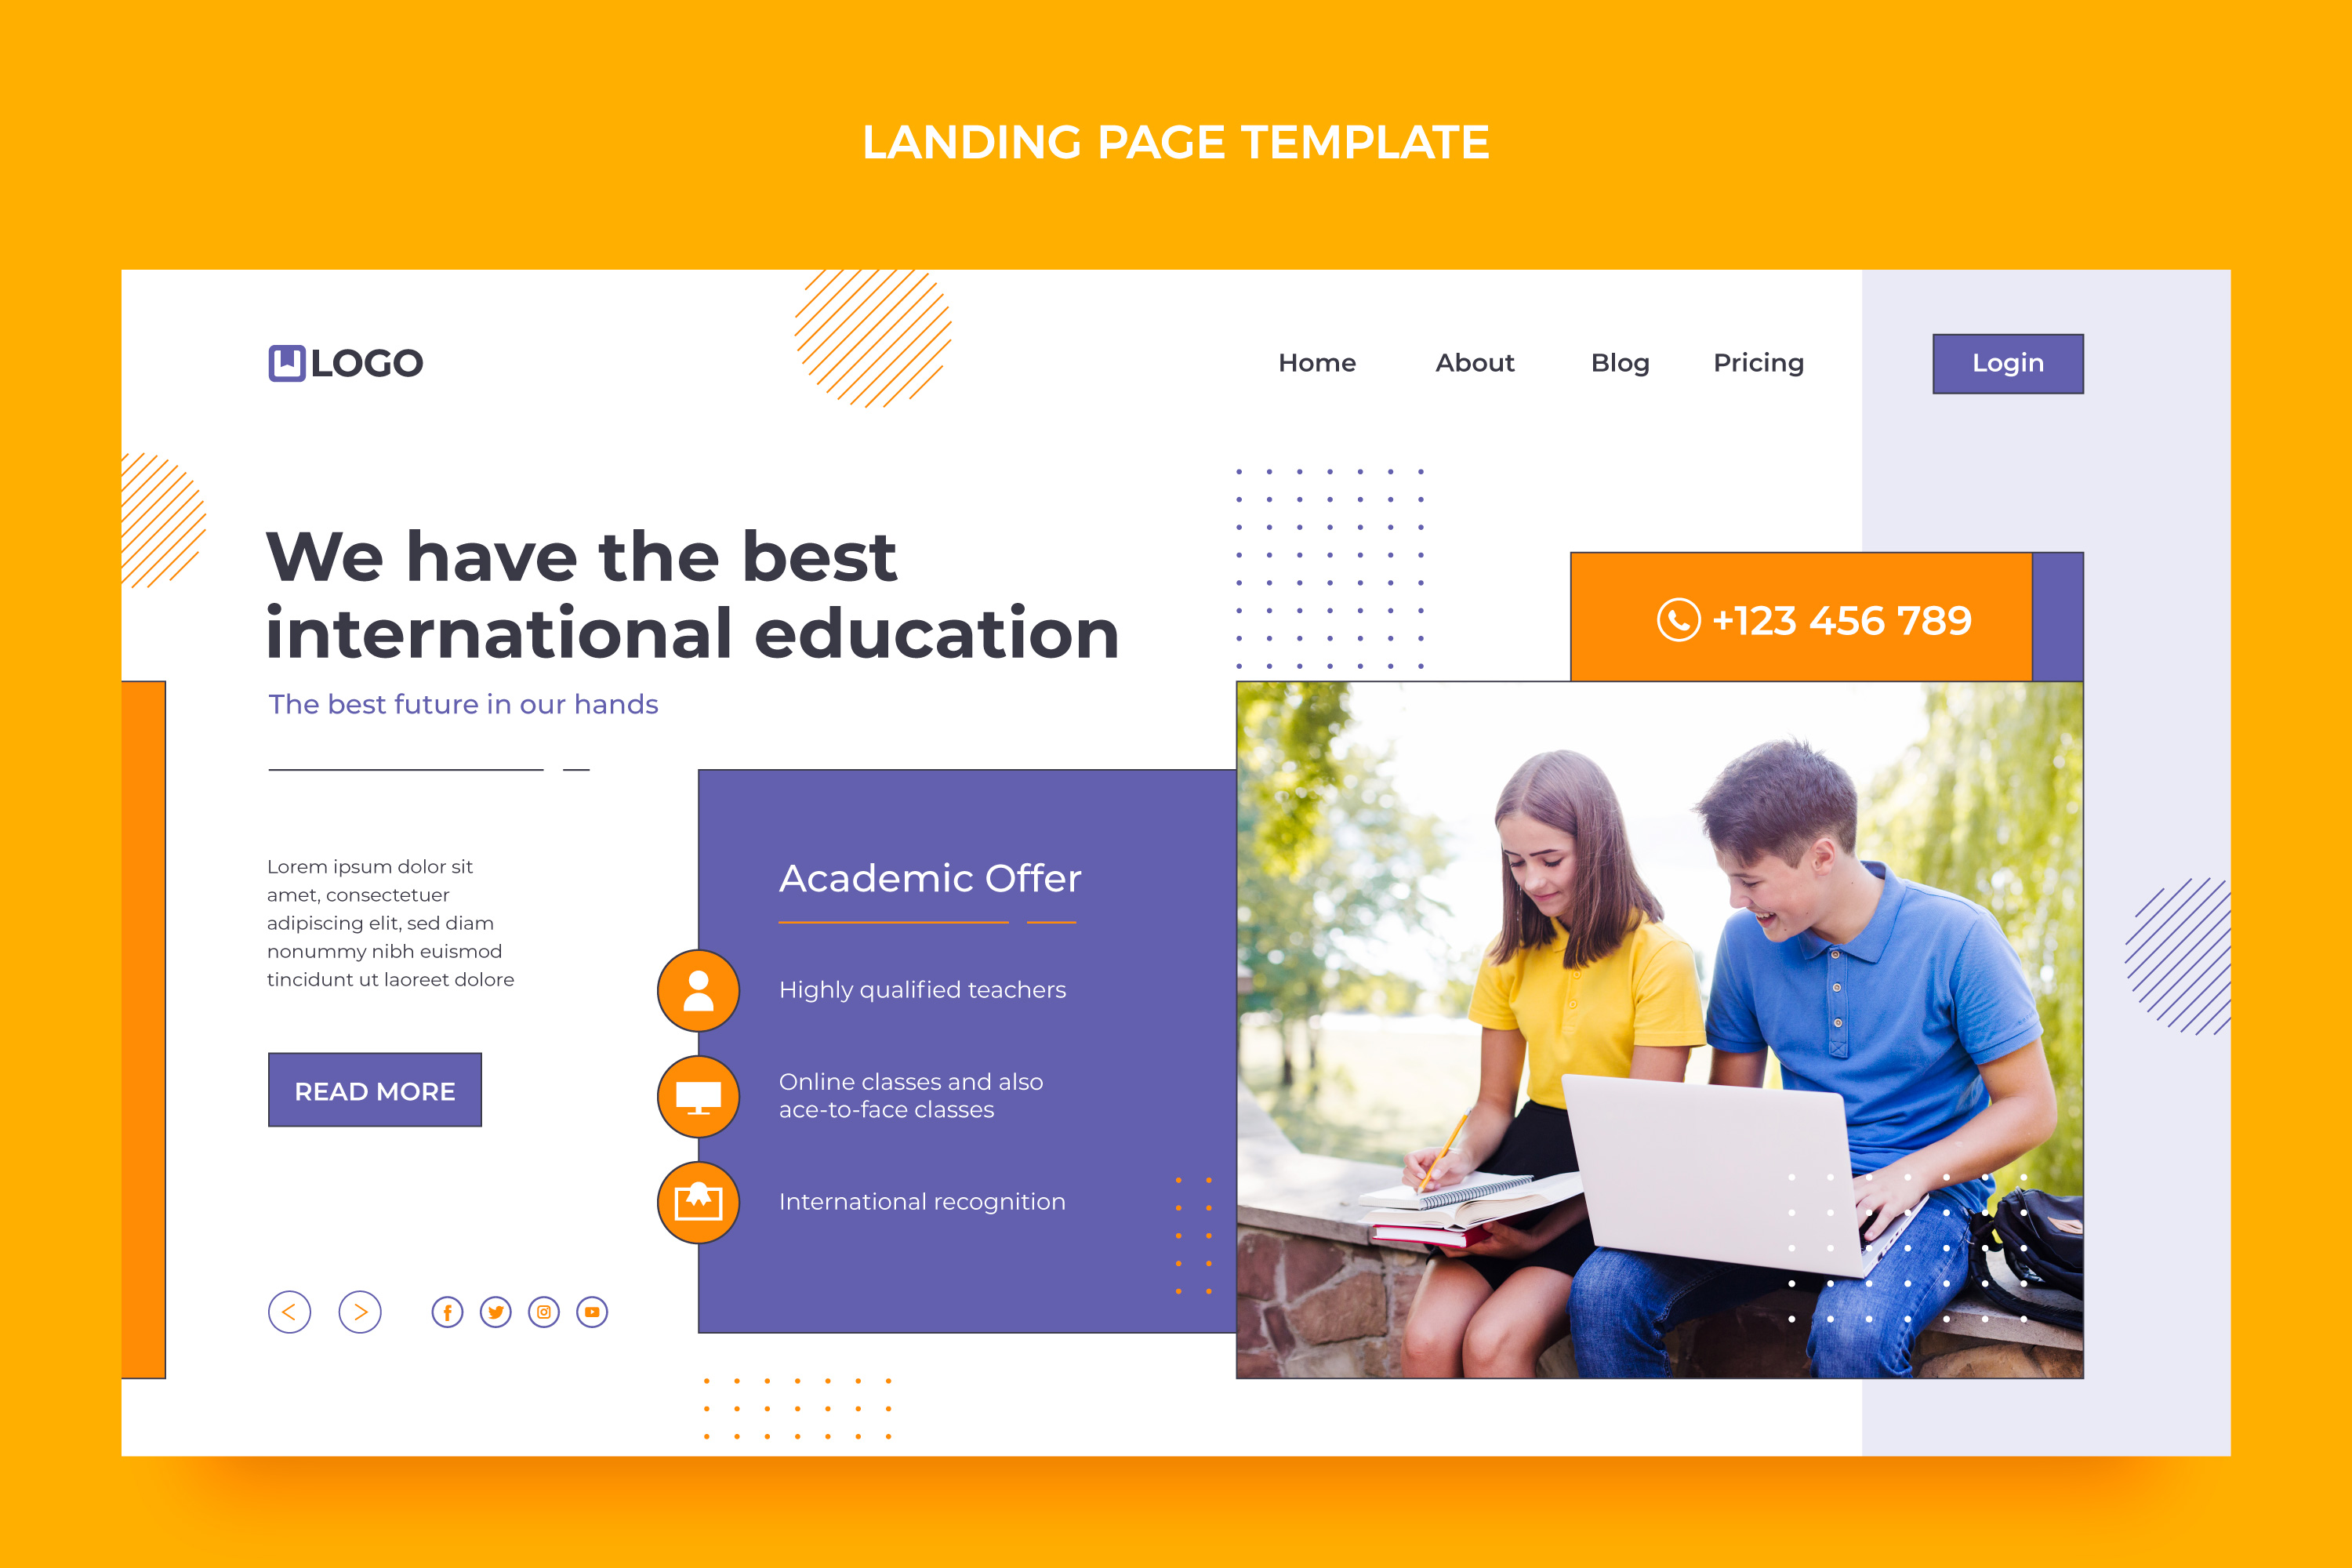 LANDING PAGE TEMPLATE
LOGO
Home
About
Blog
Pricing
Login
We have the best
international education
The best future in our hands
+123 456 789
Lorem ipsum dolor sit
amet, consectetuer
adipiscing elit, sed diam
nonummy nibh euismod
tincidunt ut laoreet dolore
READ MORE
Academic Offer
Highly qualified teachers
Online classes and also
ace-to-face classes
International recognition